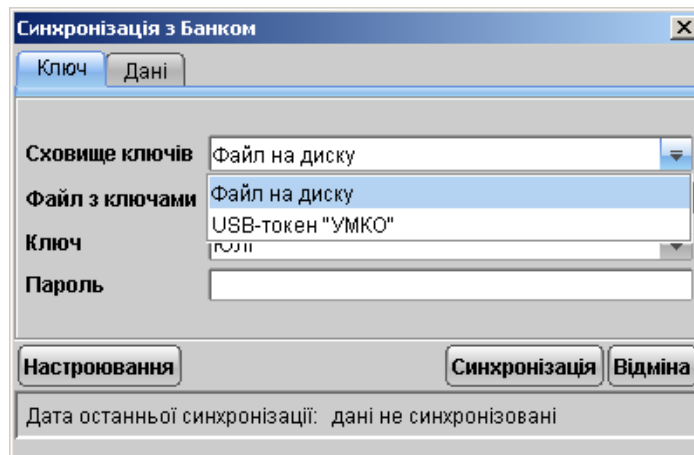 Синхронізація з Банком
Ключ Дані
Сховище ключів Файл на диску
Файл з ключами Файл на диску
USB-токен "УМКО"
Ключ
Пароль
Настроювання Синхронізація Відміна
Дата останньої синхронізації: дані не синхронізовані